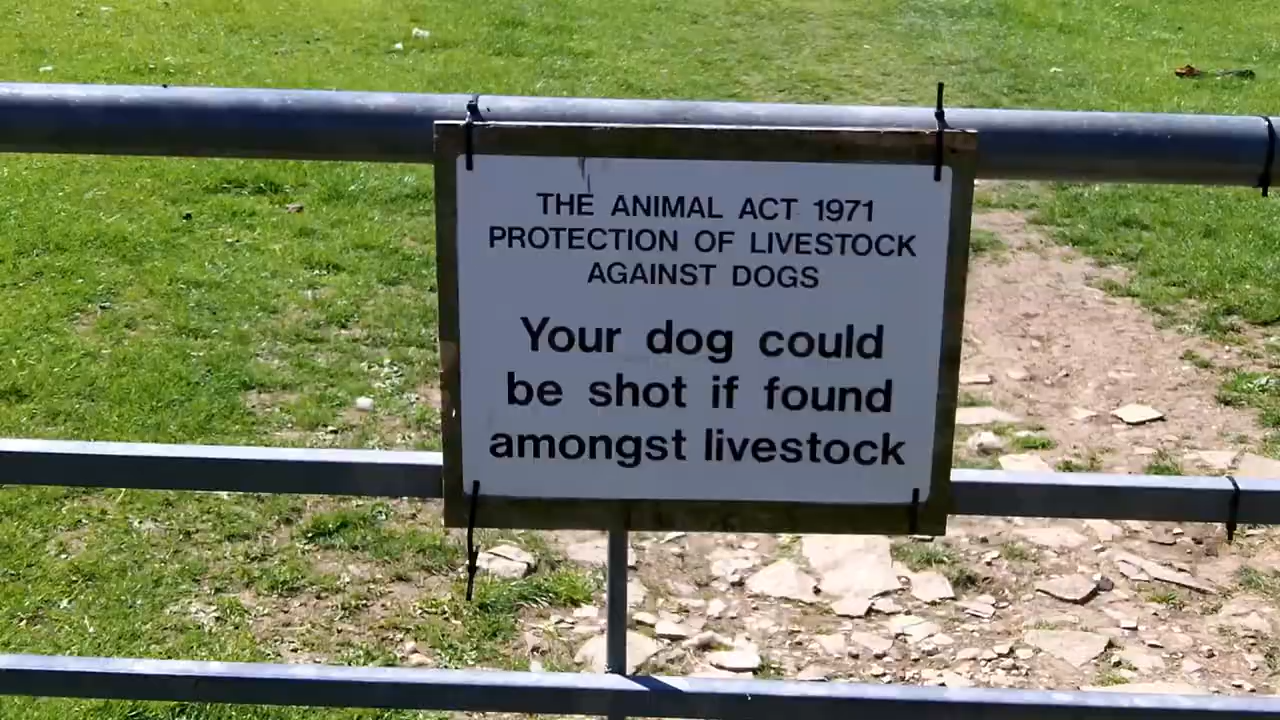 THE ANIMAL ACT 1971
PROTECTION OF LIVESTOCK
AGAINST DOGS
Your dog could
be shot if found
amongst livestock